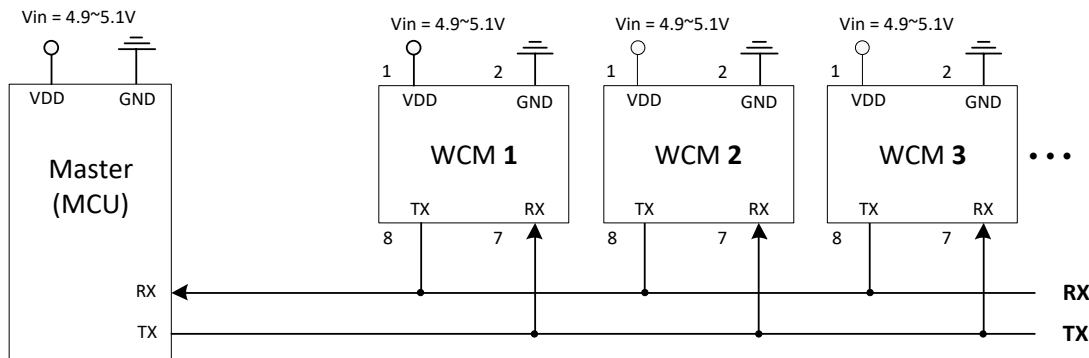 Vin = 4.9~5.1V
VDD
GND
Master
(MCU)
RX
TX
Vin = 4.9~5.1V
1
2
VDD
GND
WCM 1
TX
RX
8
7
Vin = 4.9~5.1V
1
2
VDD
GND
WCM 2
TX
RX
8
7
Vin = 4.9~5.1V
1
2
VDD
GND
WCM 3
TX
RX
8
7
• • •
RX
TX